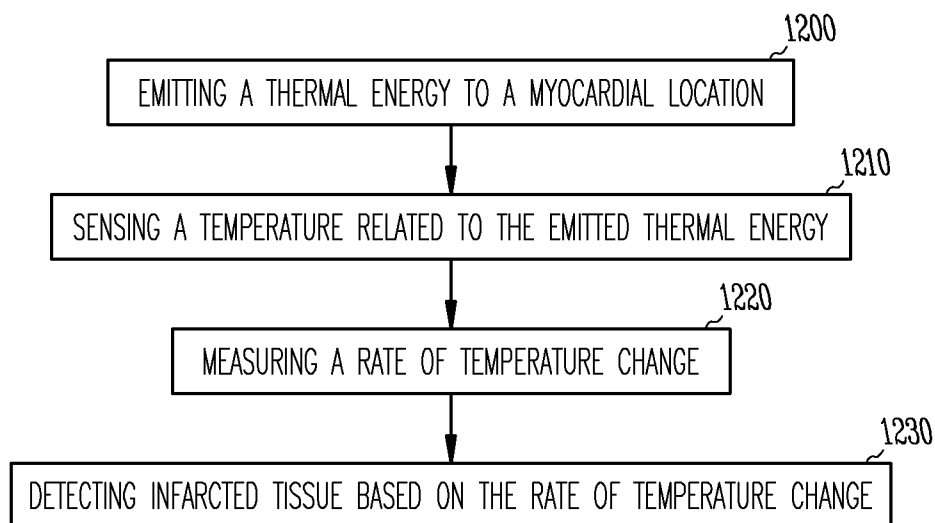 1200
EMITTING A THERMAL ENERGY TO A MYOCARDIAL LOCATION
1210
SENSING A TEMPERATURE RELATED TO THE EMITTED THERMAL ENERGY
1220
MEASURING A RATE OF TEMPERATURE CHANGE
1230
DETECTING INFARCTED TISSUE BASED ON THE RATE OF TEMPERATURE CHANGE